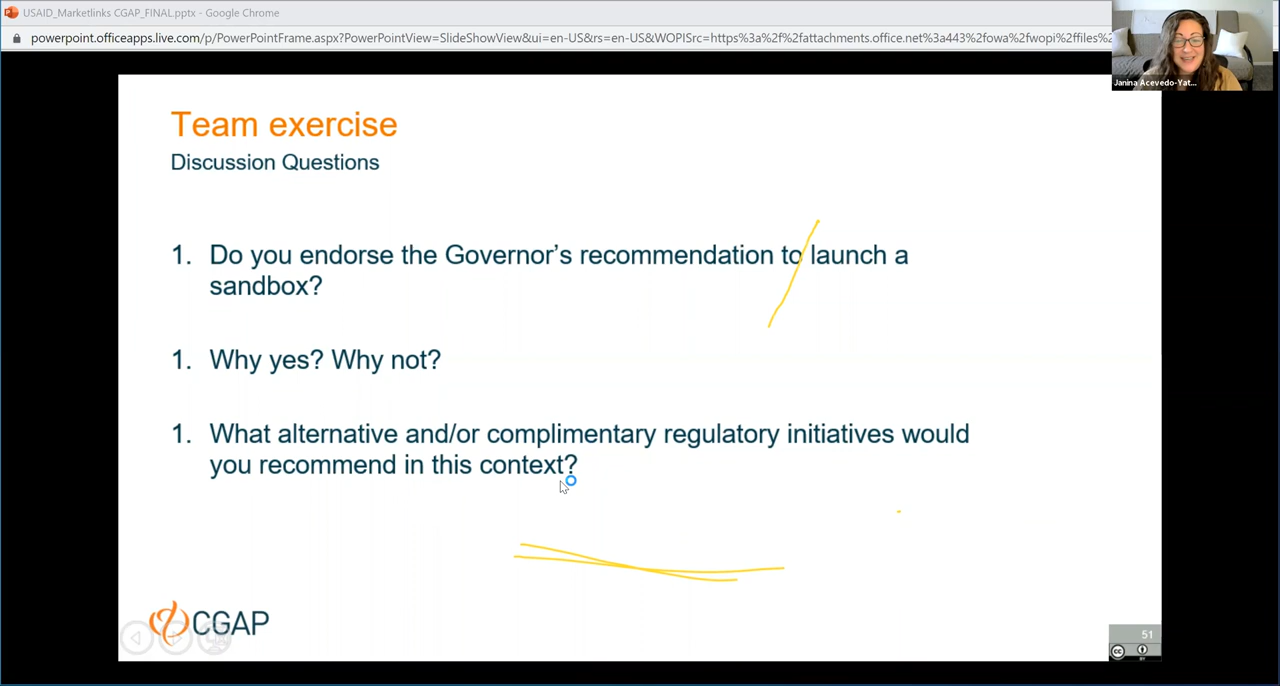 USAID_Marketlinks CGAP_FINAL.pptx - Google Chrome
powerpoint.officeapps.live.com/p/PowerPointFrame.aspx?PowerPointView=SlideShowView&ui=en-US&rs=en-US&WOPISrc=https%3a%2f%2fattachments.office.net%3a443%2fowa%2fwopi%2ffiles%2
Janina Acevedo-Yat...
Team exercise
Discussion Questions
1. Do you endorse the Governor's recommendation to launch a
sandbox?
1. Why yes? Why not?
1. What alternative and/or complimentary regulatory initiatives would
you recommend in this context?
CGAP
51
cc
BY